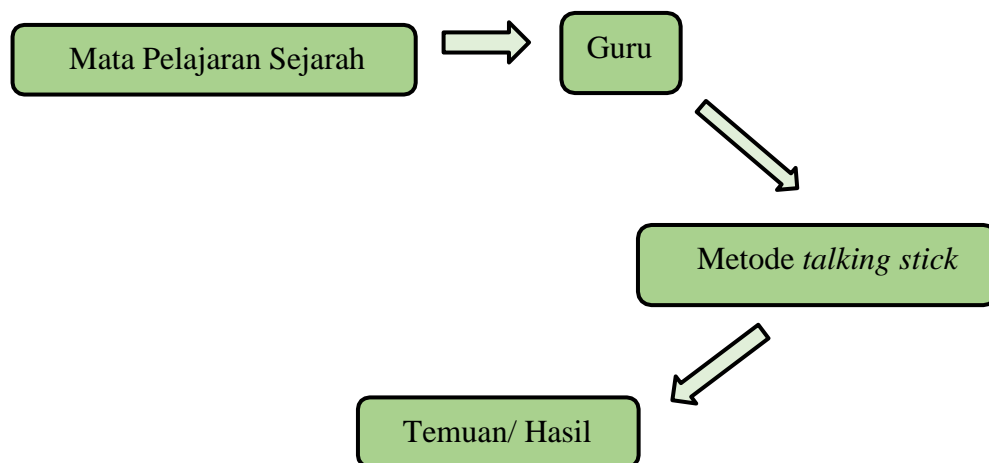 Mata Pelajaran Sejarah
Guru
Metode talking stick
Temuan/ Hasil